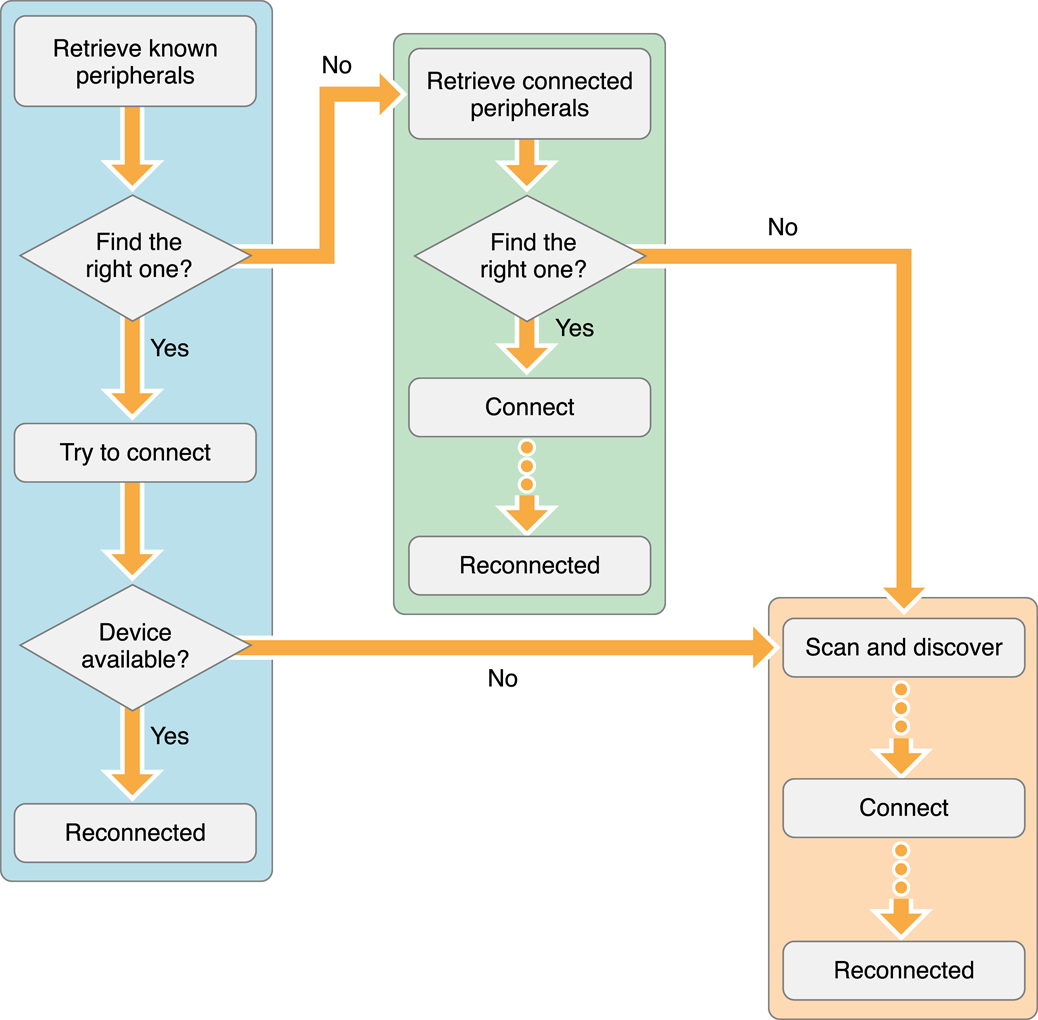 Retrieve known
peripherals
Find the
right one?
Yes
Try to connect
Device
available?
Yes
Reconnected
No
Retrieve connected
peripherals
Find the
right one?
Yes
Connect
Reconnected
No
No
Scan and discover
Connect
Reconnected